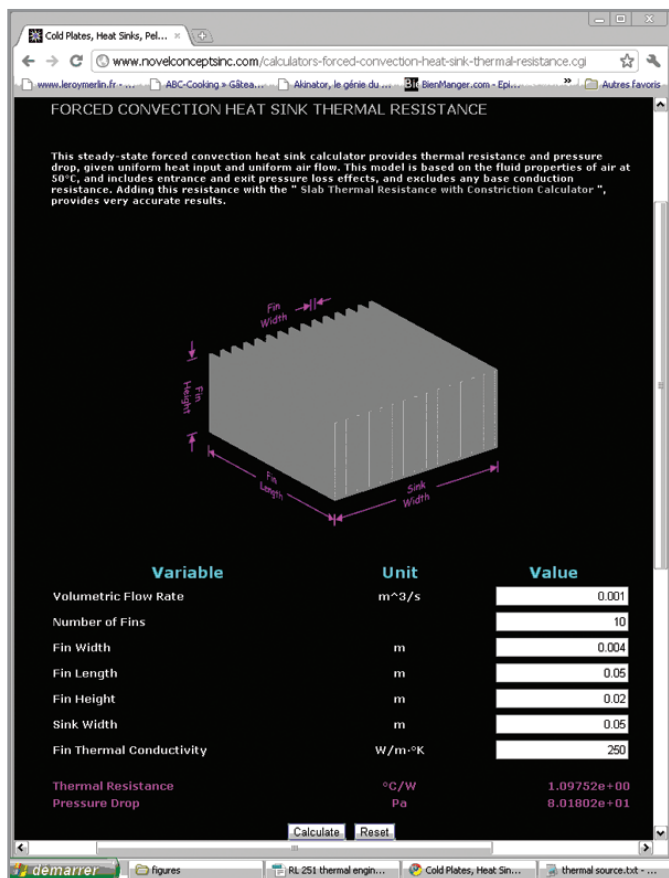 Cold Plates, Heat Sinks, Pel...
www.novelconceptsinc.com/calculators-forced-convection-heat-sink-thermal-resistance.cgi
www.leroymerlin.fr - ... ABC-Cooking » Gâtea... Akinator, le génie du ... Bie BienManger.com - Epi... » Autres favoris
FORCED CONVECTION HEAT SINK THERMAL RESISTANCE
This steady-state forced convection heat sink calculator provides thermal resistance and pressure
drop, given uniform heat input and uniform air flow. This model is based on the fluid properties of air at
50°C, and includes entrance and exit pressure loss effects, and excludes any base conduction
resistance. Adding this resistance with the " Slab Thermal Resistance with Constriction Calculator ",
provides very accurate results.
Fin
Width
Fin
Height
Fin
Length
Sink
Width
Variable Unit Value
Volumetric Flow Rate m^3/s 0.001
Number of Fins 10
Fin Width m 0.004
Fin Length m 0.05
Fin Height m 0.02
Sink Width m 0.05
Fin Thermal Conductivity W/m·°K 250
Thermal Resistance °C/W 1.09752e+00
Pressure Drop Pa 8.01802e+01
Calculate Reset
démarrer figures RL 251 thermal engin... Cold Plates, Heat Sin... thermal source.txt - ...